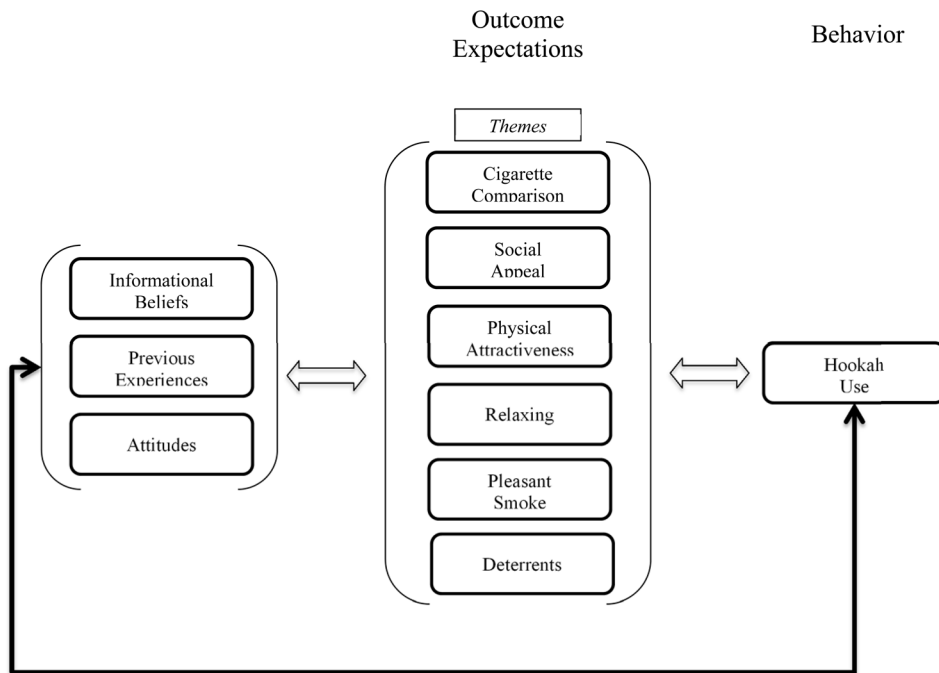 Outcome
Expectations
Behavior
Themes
Cigarette
Comparison
Social
Appeal
Physical
Attractiveness
Relaxing
Pleasant
Smoke
Deterrents
Informational
Beliefs
Previous
Experiences
Attitudes
Hookah
Use